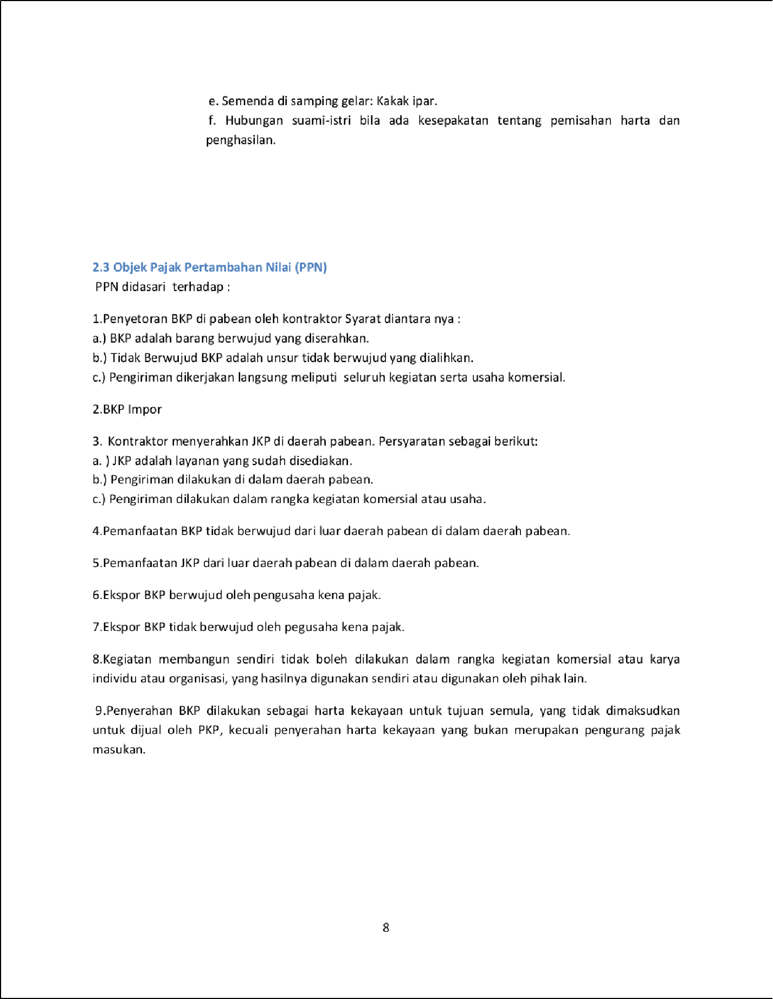 e. Semenda di samping gelar: Kakak ipar.
f. Hubungan suami-istri bila ada kesepakatan tentang pemisahan harta dan
penghasilan.
2.3 Objek Pajak Pertambahan Nilai (PPN)
PPN didasari terhadap :
1.Penyetoran BKP di pabean oleh kontraktor Syarat diantara nya :
a.) BKP adalah barang berwujud yang diserahkan.
b.) Tidak Berwujud BKP adalah unsur tidak berwujud yang dialihkan.
c.) Pengiriman dikerjakan langsung meliputi seluruh kegiatan serta usaha komersial.
2.BKP Impor
3. Kontraktor menyerahkan JKP di daerah pabean. Persyaratan sebagai berikut:
a. ) JKP adalah layanan yang sudah disediakan.
b.) Pengiriman dilakukan di dalam daerah pabean.
c.) Pengiriman dilakukan dalam rangka kegiatan komersial atau usaha.
4.Pemanfaatan BKP tidak berwujud dari luar daerah pabean di dalam daerah pabean.
5.Pemanfaatan JKP dari luar daerah pabean di dalam daerah pabean.
6.Ekspor BKP berwujud oleh pengusaha kena pajak.
7.Ekspor BKP tidak berwujud oleh pegusaha kena pajak.
8.Kegiatan membangun sendiri tidak boleh dilakukan dalam rangka kegiatan komersial atau karya
individu atau organisasi, yang hasilnya digunakan sendiri atau digunakan oleh pihak lain.
9.Penyerahan BKP dilakukan sebagai harta kekayaan untuk tujuan semula, yang tidak dimaksudkan
untuk dijual oleh PKP, kecuali penyerahan harta kekayaan yang bukan merupakan pengurang pajak
masukan.
8